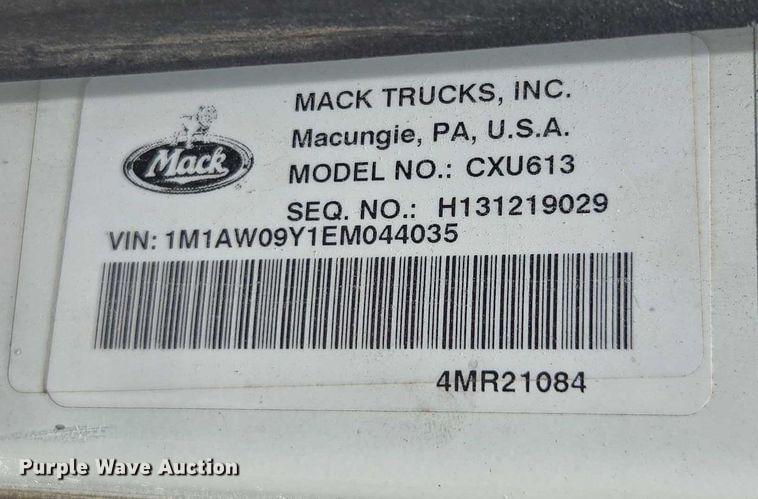 MACK TRUCKS, INC.
Mack
Macungie, PA, U.S.A.
MODEL NO.: CXU613
SEQ. NO.: H131219029
VIN: 1M1AW09Y1EM044035
4MR21084
Purple Wave Auction